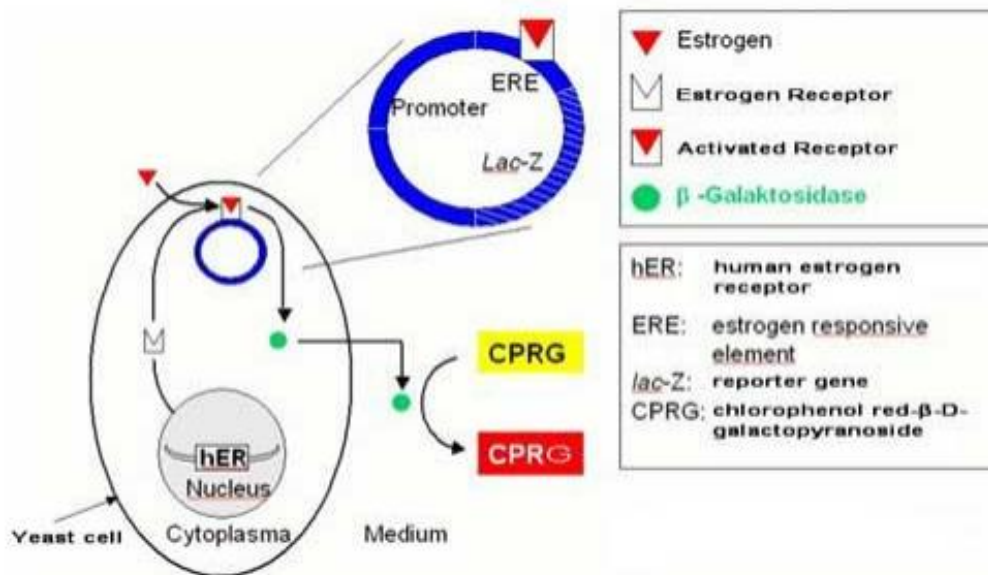 ERE
Promoter
Lac-Z
Estrogen
Estrogen Receptor
Activated Receptor
β -Galaktosidase
hER: human estrogen
receptor
ERE: estrogen responsive
element
lac-Z: reporter gene
CPRG: chlorophenol red-β-D-
galactopyranoside
CPRG
CPRG
hER
Nucleus
Yeast cell
Cytoplasma
Medium